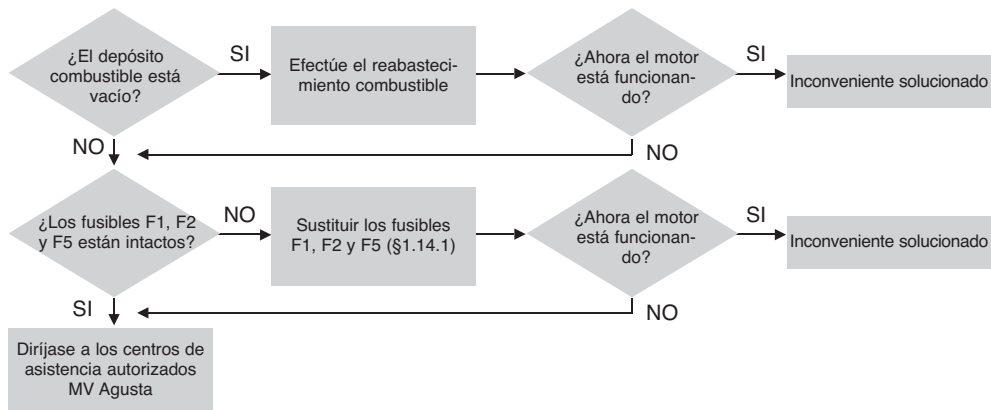 ¿El depósito
combustible está
vacío?
SI
Efectúe el reabasteci-
miento combustible
¿Ahora el motor
está funcionan-
do?
SI
Inconveniente solucionado
NO
NO
¿Los fusibles F1, F2
y F5 están intactos?
NO
Sustituir los fusibles
F1, F2 y F5 (§1.14.1)
¿Ahora el motor
está funcionan-
do?
SI
Inconveniente solucionado
SI
NO
Diríjase a los centros de
asistencia autorizados
MV Agusta